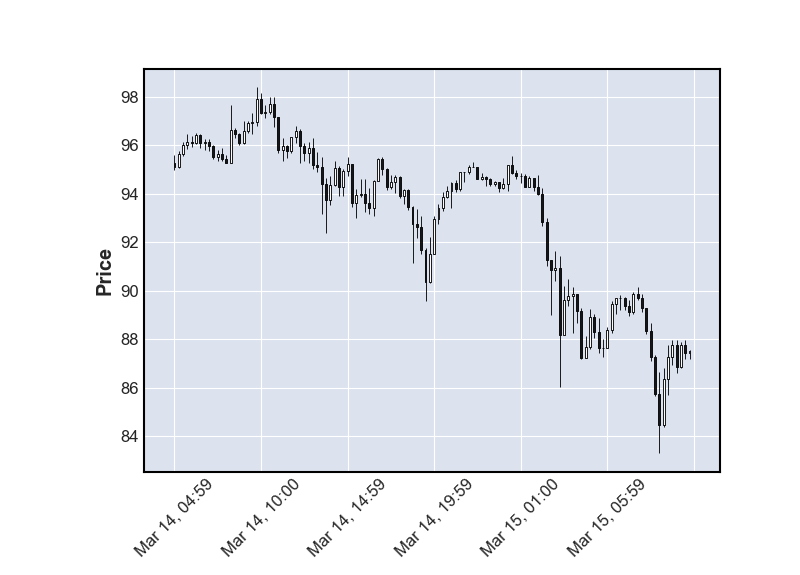 98
96
94
92
90
88
86
84
Price
Mar 14, 04:59
Mar 14, 10:00
Mar 14, 14:59
Mar 14, 19:59
Mar 15, 01:00
Mar 15, 05:59